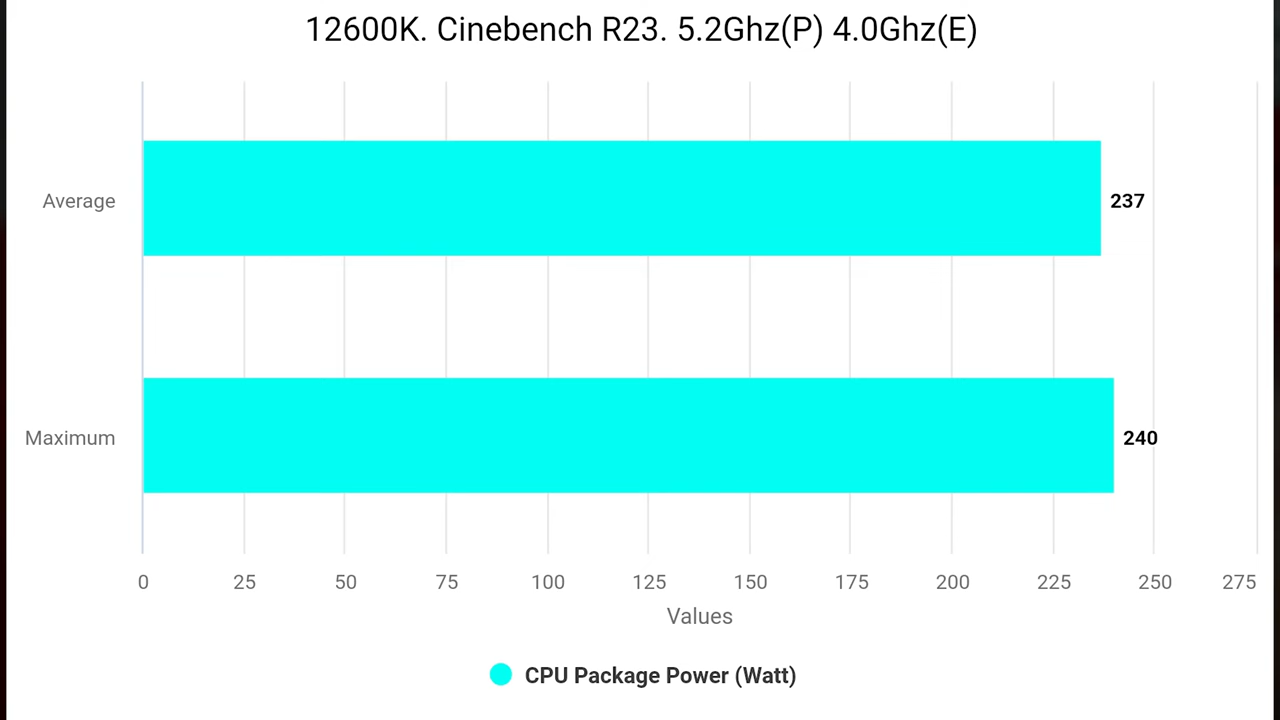 12600K. Cinebench R23. 5.2Ghz(P) 4.0Ghz(E)
Average
237
Maximum
240
0 25 50 75 100 125 150 175 200 225 250 275
Values
CPU Package Power (Watt)